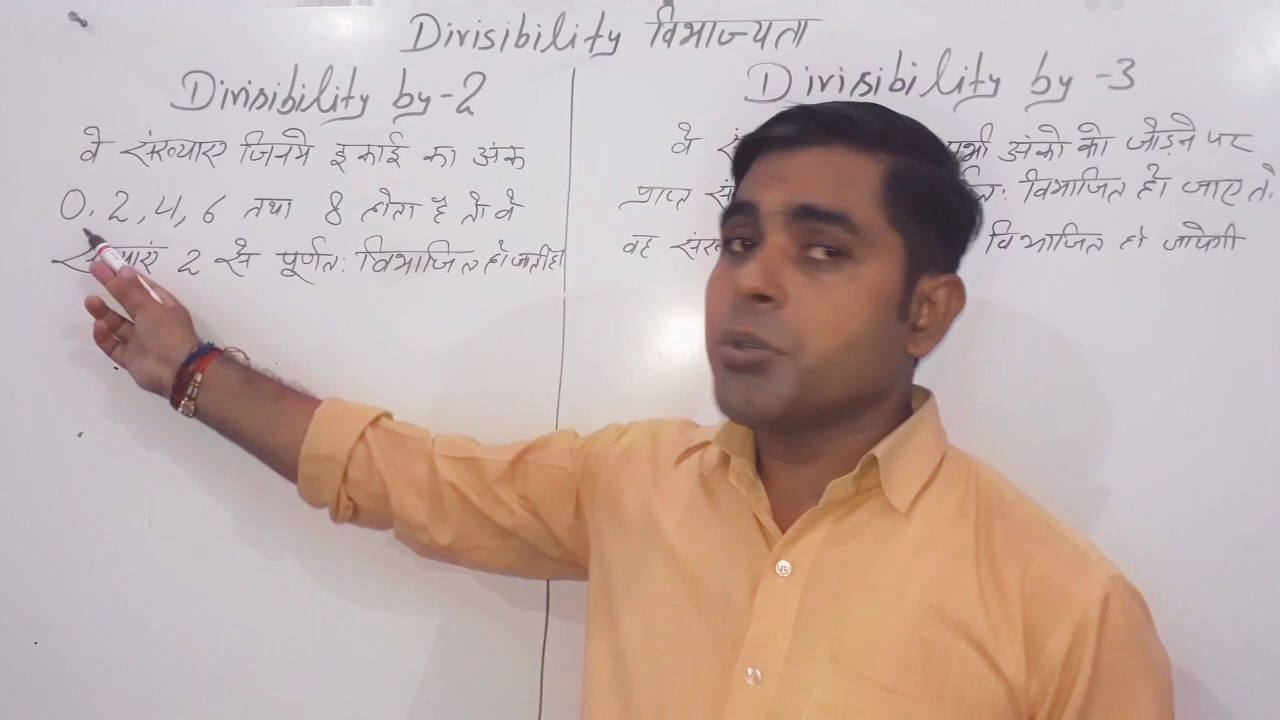 Divisibility विभाज्यता
Divisibility by-2
वे संख्याएं जिनमे इकाई का अंक
0, 2, 4, 6 तथा 8 होता है तो वे
2 से पूर्णत: विभाजित हो जाती है
Divisibility by -3
वे अंको को जोड़ने पर
प्राप्त विभाजित हो जाए तो
वह विभाजित हो जायेगी